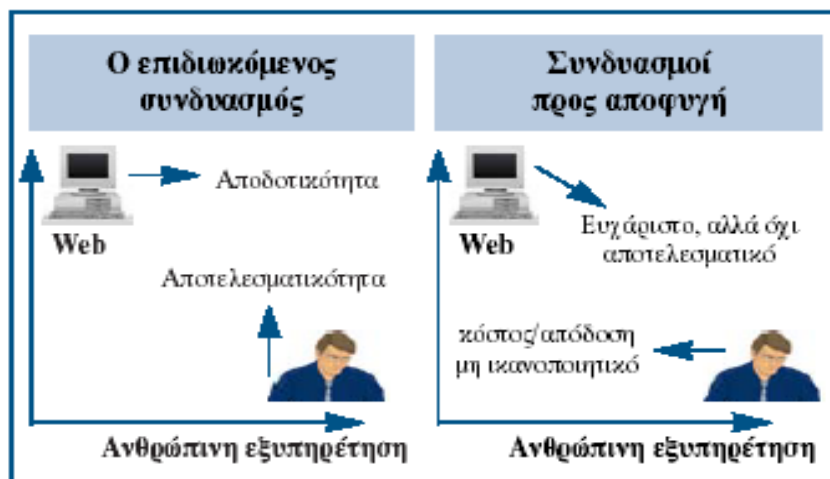 Ο επιδιωκόμενος
συνδυασμός
Web
Αποδοτικότητα
Αποτελεσματικότητα
Ανθρώπινη εξυπηρέτηση
Συνδυασμοί
προς αποφυγή
Web
Ευχάριστο, αλλά όχι
αποτελεσματικό
κόστος/απόδοση
μη ικανοποιητικό
Ανθρώπινη εξυπηρέτηση